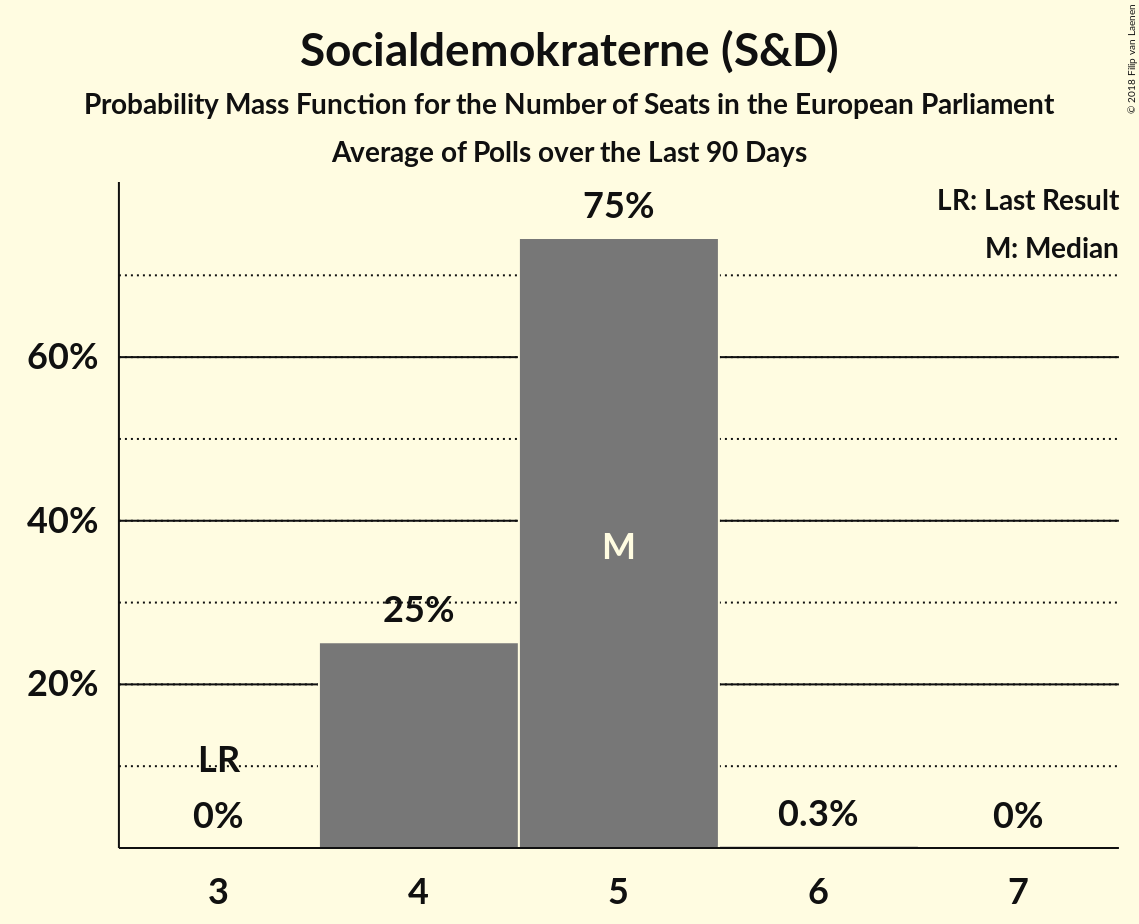 Socialdemokraterne (S&D)
Probability Mass Function for the Number of Seats in the European Parliament
Average of Polls over the Last 90 Days
© 2018 Filip van Laenen
LR: Last Result
M: Median
75%
60%
40%
M
25%
20%
LR
0%
0.3%
0%
3 4 5 6 7